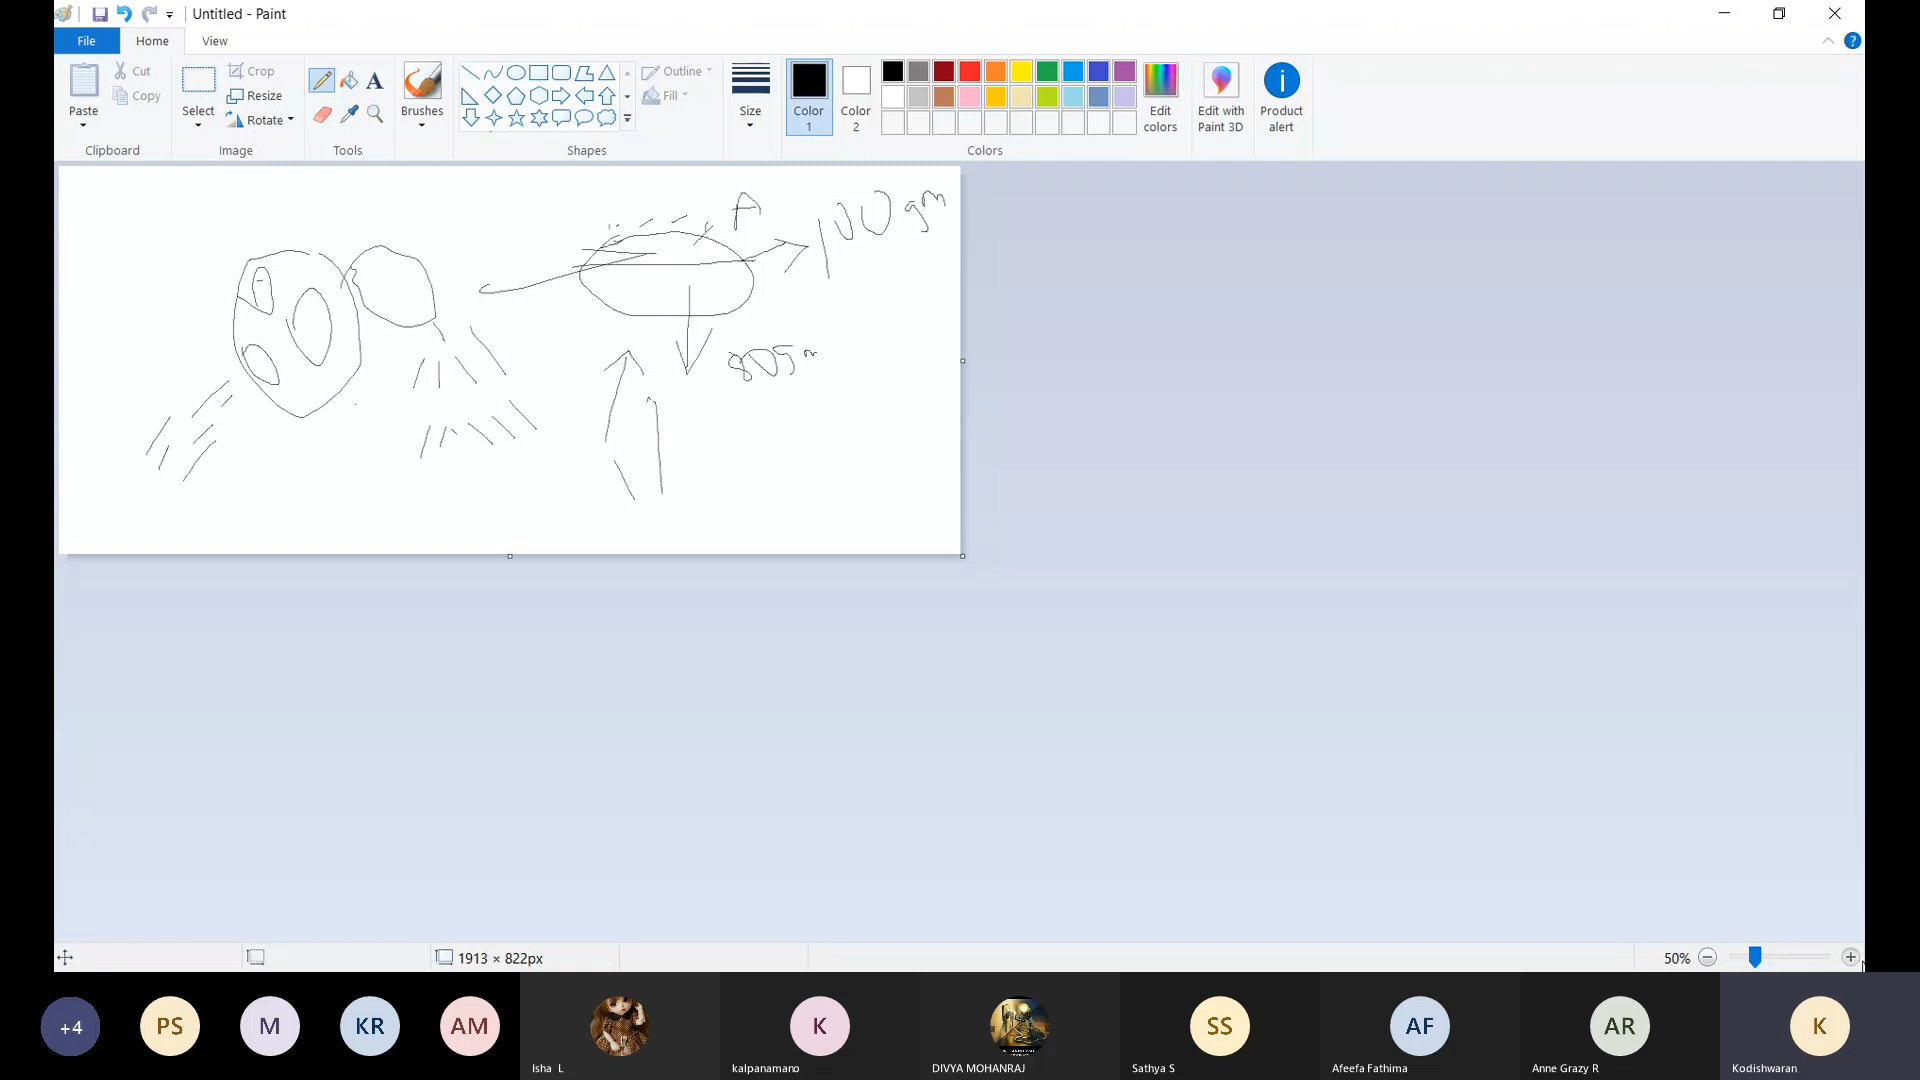 Untitled - Paint
File Home View
Paste
Cut
Copy
Clipboard
Select
Crop
Resize
Rotate
Image
Tools
Brushes
Shapes
Outline
Fill
Size
Color 1
Color 2
Edit colors
Colors
Edit with Paint 3D
Product alert
A
100 gm
1913 × 822px
50%
+4
PS
M
KR
AM
Isha L
K
kalpanamano
DIVYA MOHANRAJ
SS
Sathya S
AF
Afeefa Fathima
AR
Anne Grazy R
K
Kodishwaran